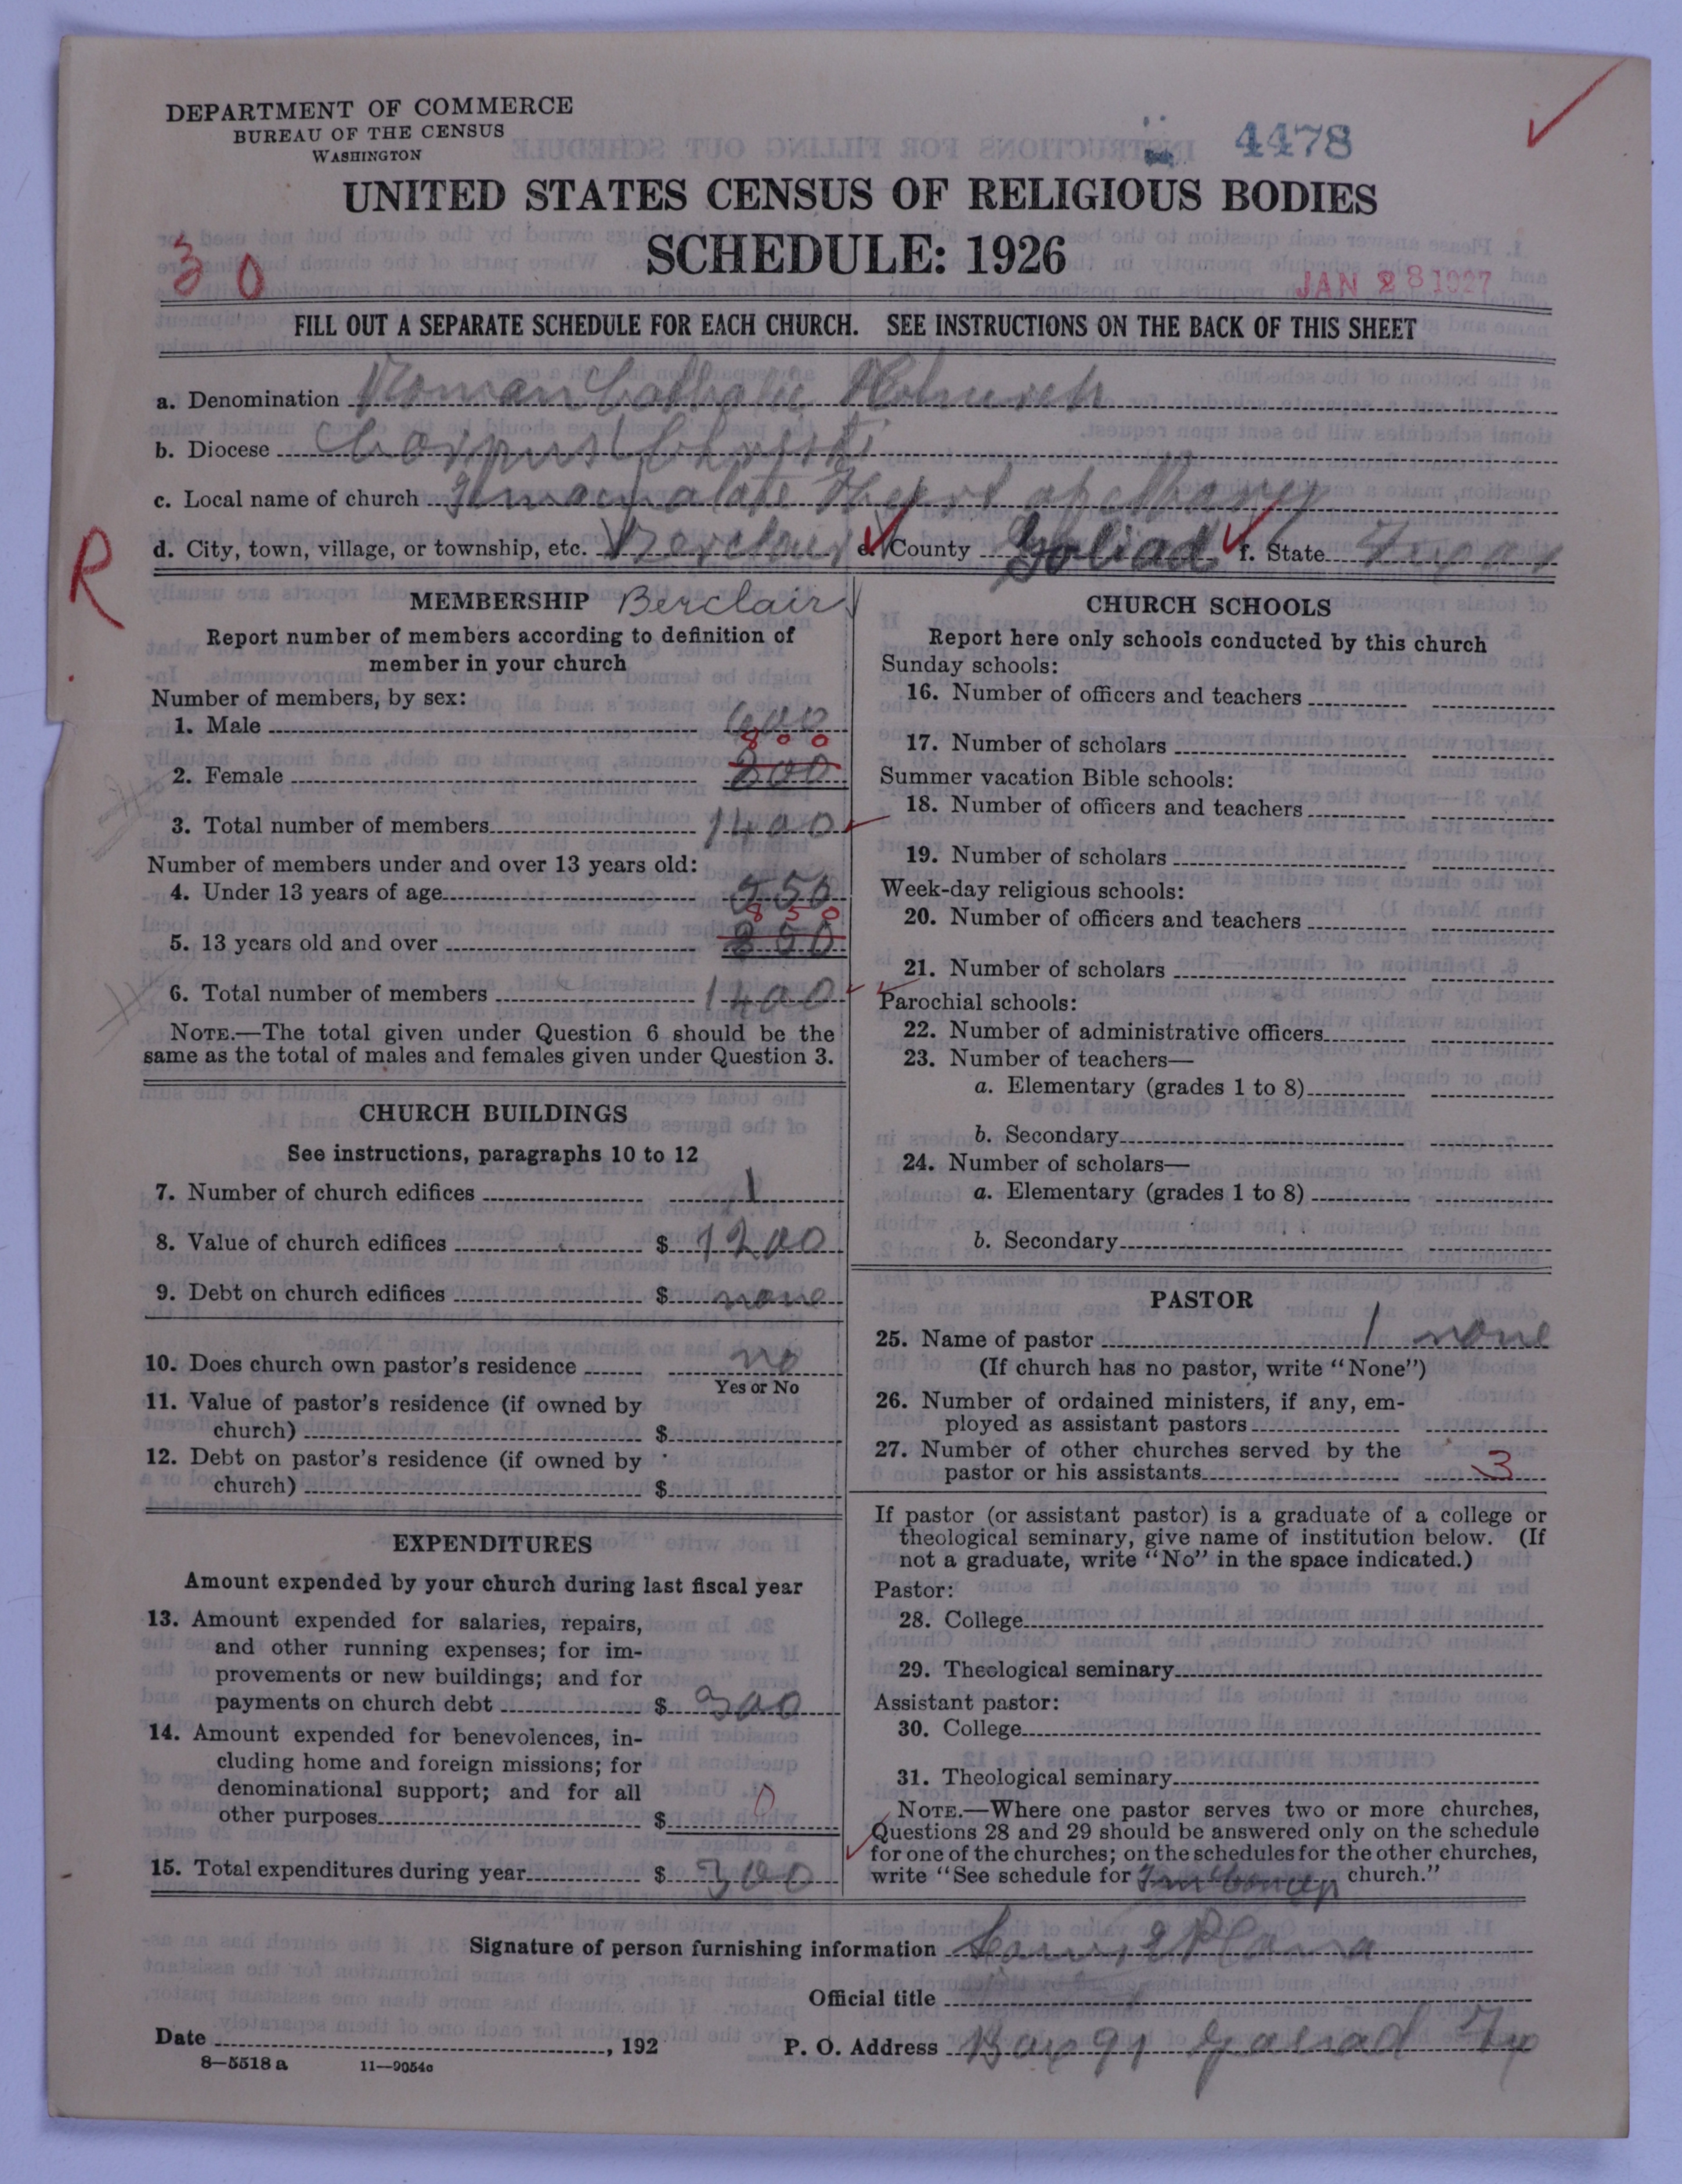 DEPARTMENT OF COMMERCE
BUREAU OF THE CENSUS
WASHINGTON
4478
UNITED STATES CENSUS OF RELIGIOUS BODIES
SCHEDULE: 1926
30
JAN 28 1927
FILL OUT A SEPARATE SCHEDULE FOR EACH CHURCH. SEE INSTRUCTIONS ON THE BACK OF THIS SHEET
a. Denomination Roman Catholic Church
b. Diocese Corpus Christi
c. Local name of church Immaculate Heart of Mary
R
d. City, town, village, or township, etc. Berclair e. County Goliad f. State Texas
MEMBERSHIP Berclair
Report number of members according to definition of
member in your church
Number of members, by sex:
1. Male 600
800
2. Female 800
3. Total number of members 1400
Number of members under and over 13 years old:
4. Under 13 years of age 550
850
5. 13 years old and over 850
6. Total number of members 1400
NOTE.—The total given under Question 6 should be the
same as the total of males and females given under Question 3.
CHURCH BUILDINGS
See instructions, paragraphs 10 to 12
7. Number of church edifices 1
8. Value of church edifices $ 1200
9. Debt on church edifices $ none
10. Does church own pastor's residence no
Yes or No
11. Value of pastor's residence (if owned by
church) $
12. Debt on pastor's residence (if owned by
church) $
EXPENDITURES
Amount expended by your church during last fiscal year
13. Amount expended for salaries, repairs,
and other running expenses; for im-
provements or new buildings; and for
payments on church debt $ 300
14. Amount expended for benevolences, in-
cluding home and foreign missions; for
denominational support; and for all
other purposes $ 0
15. Total expenditures during year $ 300
CHURCH SCHOOLS
Report here only schools conducted by this church
Sunday schools:
16. Number of officers and teachers
17. Number of scholars
Summer vacation Bible schools:
18. Number of officers and teachers
19. Number of scholars
Week-day religious schools:
20. Number of officers and teachers
21. Number of scholars
Parochial schools:
22. Number of administrative officers
23. Number of teachers—
a. Elementary (grades 1 to 8)
b. Secondary
24. Number of scholars—
a. Elementary (grades 1 to 8)
b. Secondary
PASTOR
25. Name of pastor 1 none
(If church has no pastor, write "None")
26. Number of ordained ministers, if any, em-
ployed as assistant pastors
27. Number of other churches served by the
pastor or his assistants 3
If pastor (or assistant pastor) is a graduate of a college or
theological seminary, give name of institution below. (If
not a graduate, write "No" in the space indicated.)
Pastor:
28. College
29. Theological seminary
Assistant pastor:
30. College
31. Theological seminary
NOTE.—Where one pastor serves two or more churches,
Questions 28 and 29 should be answered only on the schedule
for one of the churches; on the schedules for the other churches,
write "See schedule for Im Concep church."
Signature of person furnishing information
Official title
Date , 192
P. O. Address Box 91 Goliad Tx
8—5518 a 11—9054c